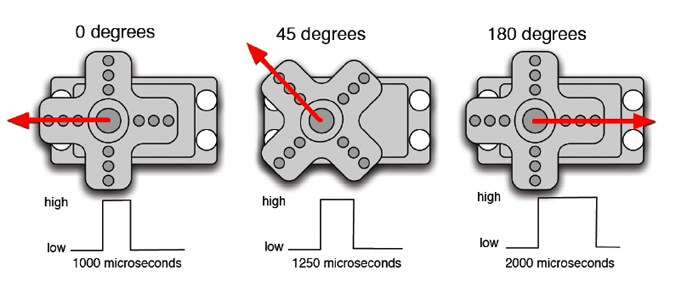 0 degrees
45 degrees
180 degrees
high
low
1000 microseconds
high
low
1250 microseconds
high
low
2000 microseconds